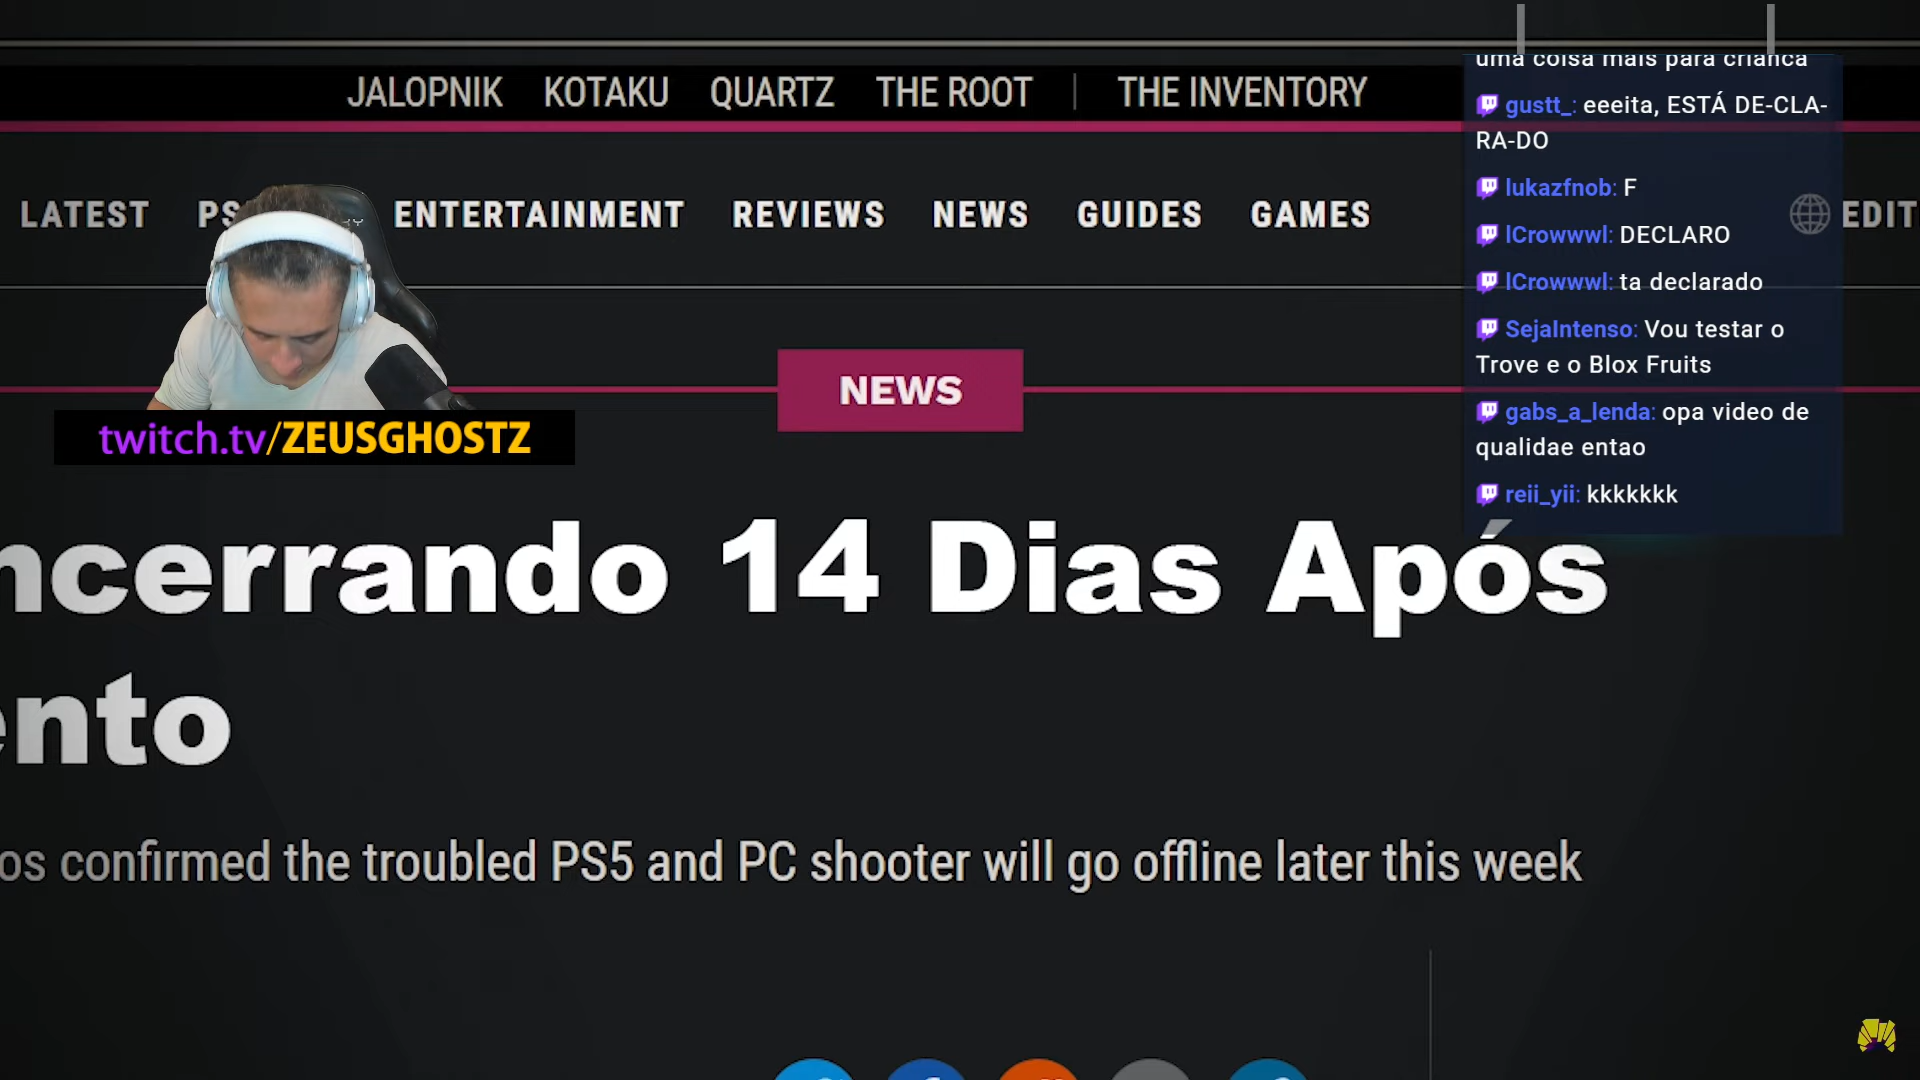 JALOPNIK KOTAKU QUARTZ THE ROOT THE INVENTORY
LATEST PS ENTERTAINMENT REVIEWS NEWS GUIDES GAMES EDIT
NEWS
twitch.tv/ZEUSGHOSTZ
ncerrando 14 Dias Após
ento
os confirmed the troubled PS5 and PC shooter will go offline later this week
uma coisa mais para crianca
gustt_: eeeita, ESTÁ DE-CLA-
RA-DO
lukazfnob: F
lCrowwwl: DECLARO
lCrowwwl: ta declarado
SejaIntenso: Vou testar o
Trove e o Blox Fruits
gabs_a_lenda: opa video de
qualidae entao
reii_yii: kkkkkkk